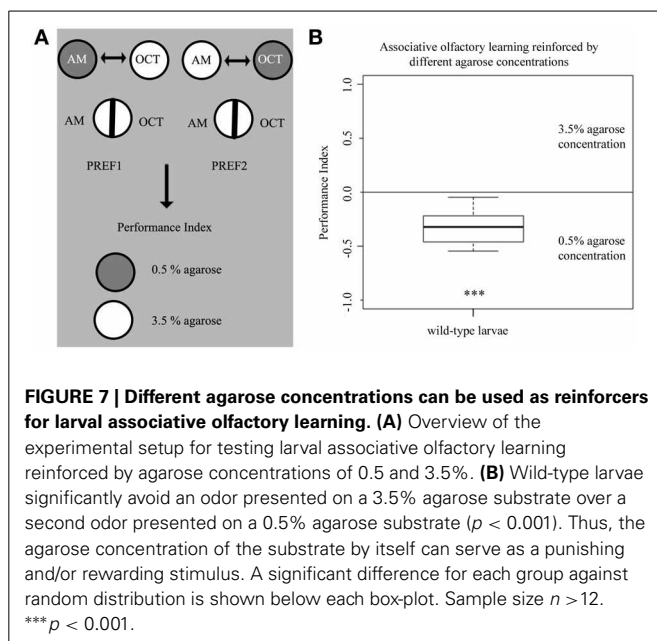 A
AM OCT AM OCT
AM OCT AM OCT
PREF1 PREF2
Performance Index
0.5 % agarose
3.5 % agarose
B
Associative olfactory learning reinforced by
different agarose concentrations
Performance Index
1.0
0.5
0.0
-0.5
-1.0
3.5% agarose
concentration
0.5% agarose
concentration
***
wild-type larvae
FIGURE 7 | Different agarose concentrations can be used as reinforcers
for larval associative olfactory learning. (A) Overview of the
experimental setup for testing larval associative olfactory learning
reinforced by agarose concentrations of 0.5 and 3.5%. (B) Wild-type larvae
significantly avoid an odor presented on a 3.5% agarose substrate over a
second odor presented on a 0.5% agarose substrate (p < 0.001). Thus, the
agarose concentration of the substrate by itself can serve as a punishing
and/or rewarding stimulus. A significant difference for each group against
random distribution is shown below each box-plot. Sample size n >12.
***p < 0.001.